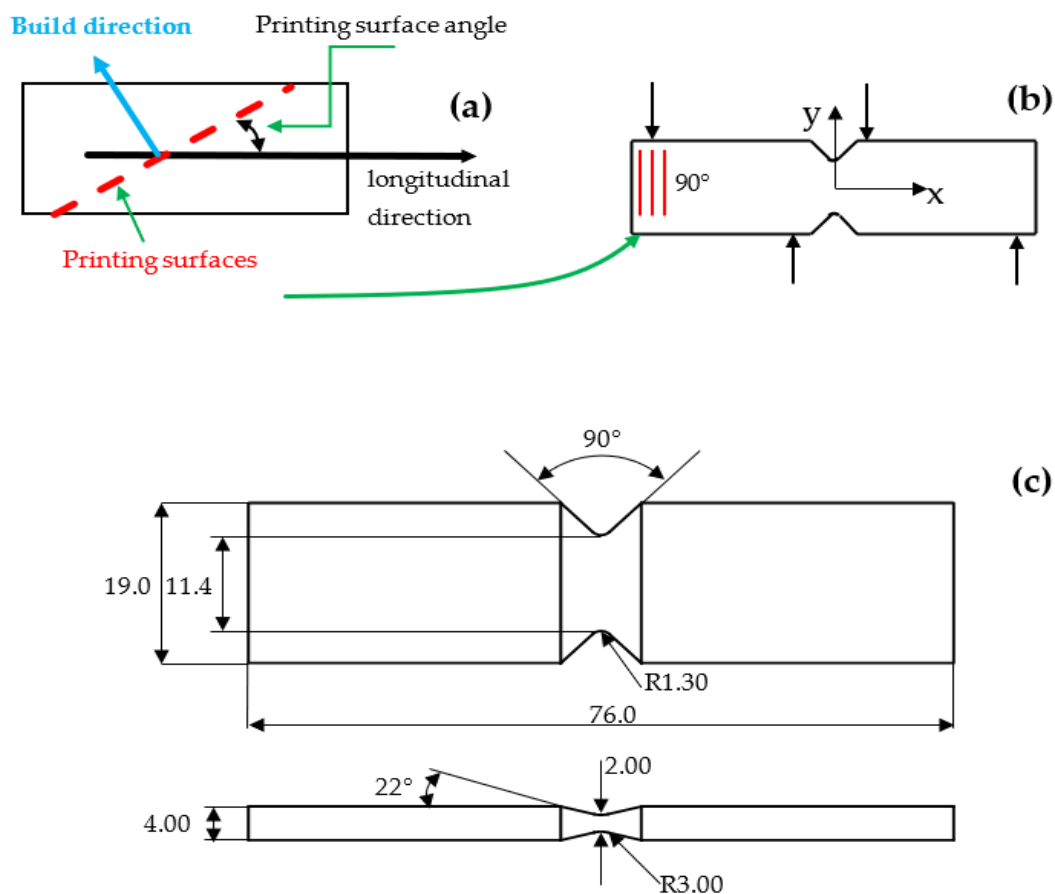 Build direction
Printing surface angle
(a)
longitudinal
direction
Printing surfaces
(b)
y
x
90°
(c)
90°
19.0
11.4
R1.30
76.0
22°
2.00
4.00
R3.00